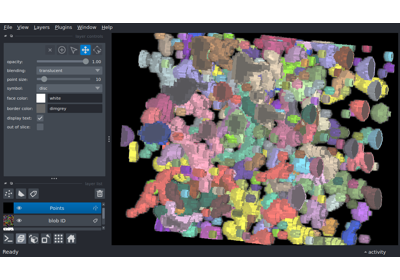 File View Layers Plugins Window Help
opacity: 1.00
blending: translucent
point size: 10
symbol: disc
face color: white
border color: dimgrey
display text:
out of slice:
Points
blob ID
Ready
activity